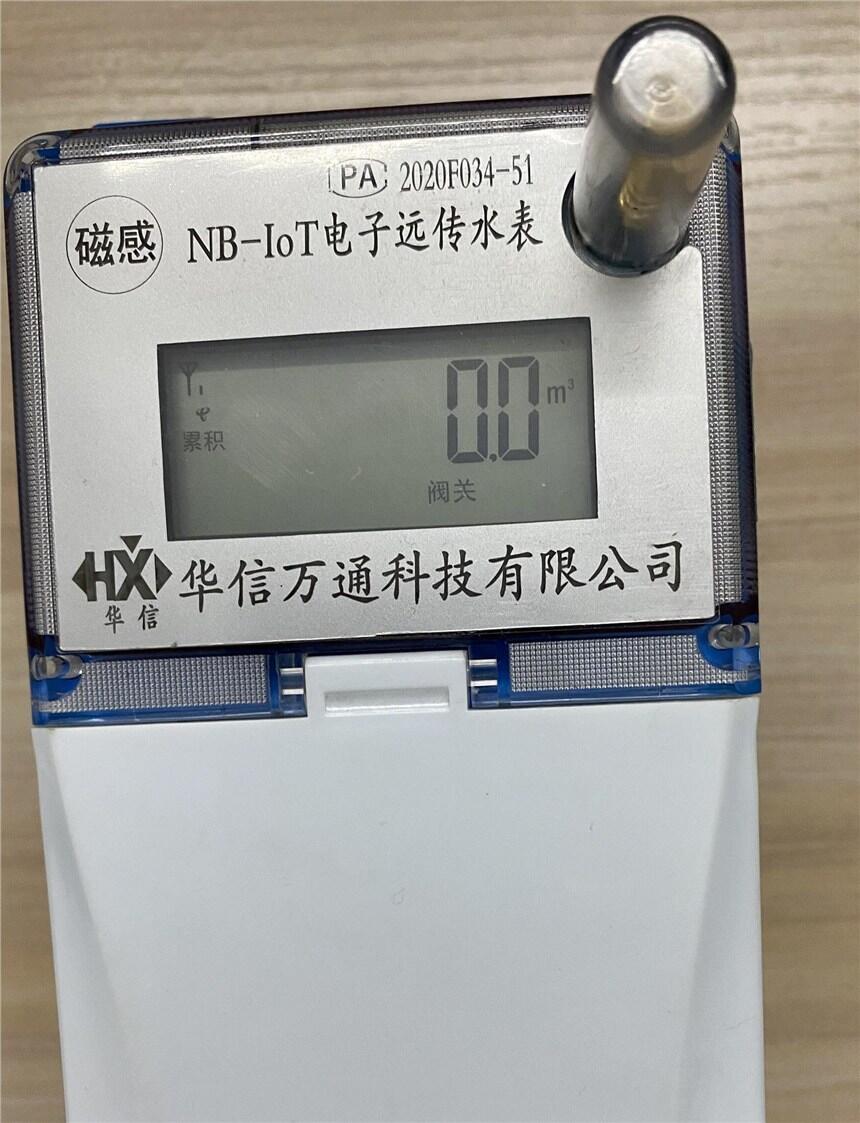 PA 2020F034-51
磁感 NB-IoT电子远传水表
0.0 m³
累积
阀关
HX 华信万通科技有限公司
华信